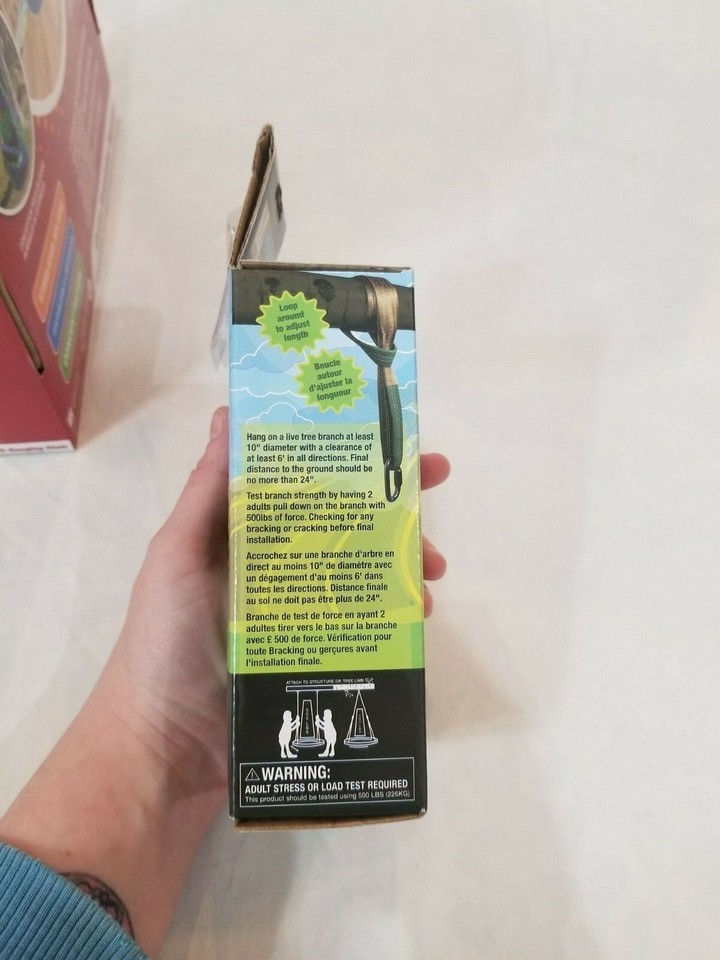 Loop
around
to adjust
length
Boucle
autour
d'ajuster la
longueur
Hang on a live tree branch at least
10" diameter with a clearance of
at least 6' in all directions. Final
distance to the ground should be
no more than 24".
Test branch strength by having 2
adults pull down on the branch with
500lbs of force. Checking for any
bracking or cracking before final
installation.
Accrochez sur une branche d'arbre en
direct au moins 10" de diamètre avec
un dégagement d'au moins 6' dans
toutes les directions. Distance finale
au sol ne doit pas être plus de 24".
Branche de test de force en ayant 2
adultes tirer vers le bas sur la branche
avec £ 500 de force. Vérification pour
toute Bracking ou gerçures avant
l'installation finale.
ATTACH TO STRUCTURE OR TREE LIMB
WARNING:
ADULT STRESS OR LOAD TEST REQUIRED
This product should be tested using 500 LBS (226KG)